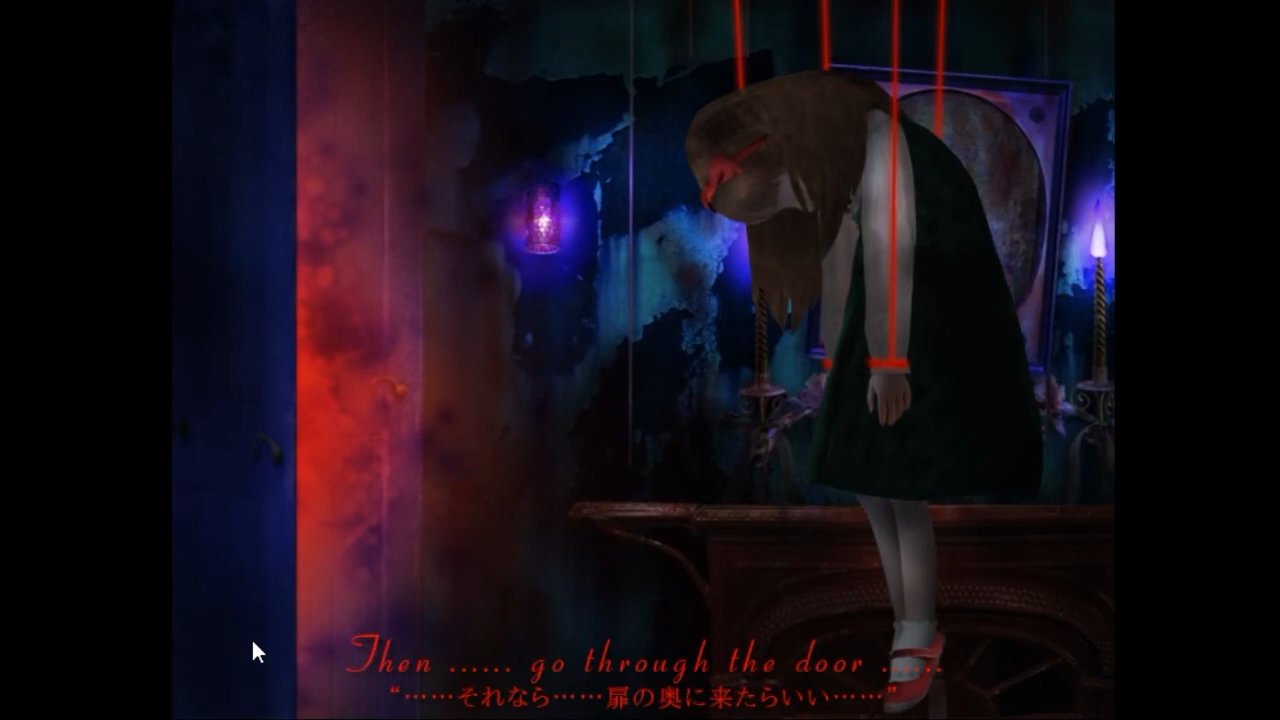 Then ...... go through the door ......
“……それなら……扉の奥に来たらいい……”